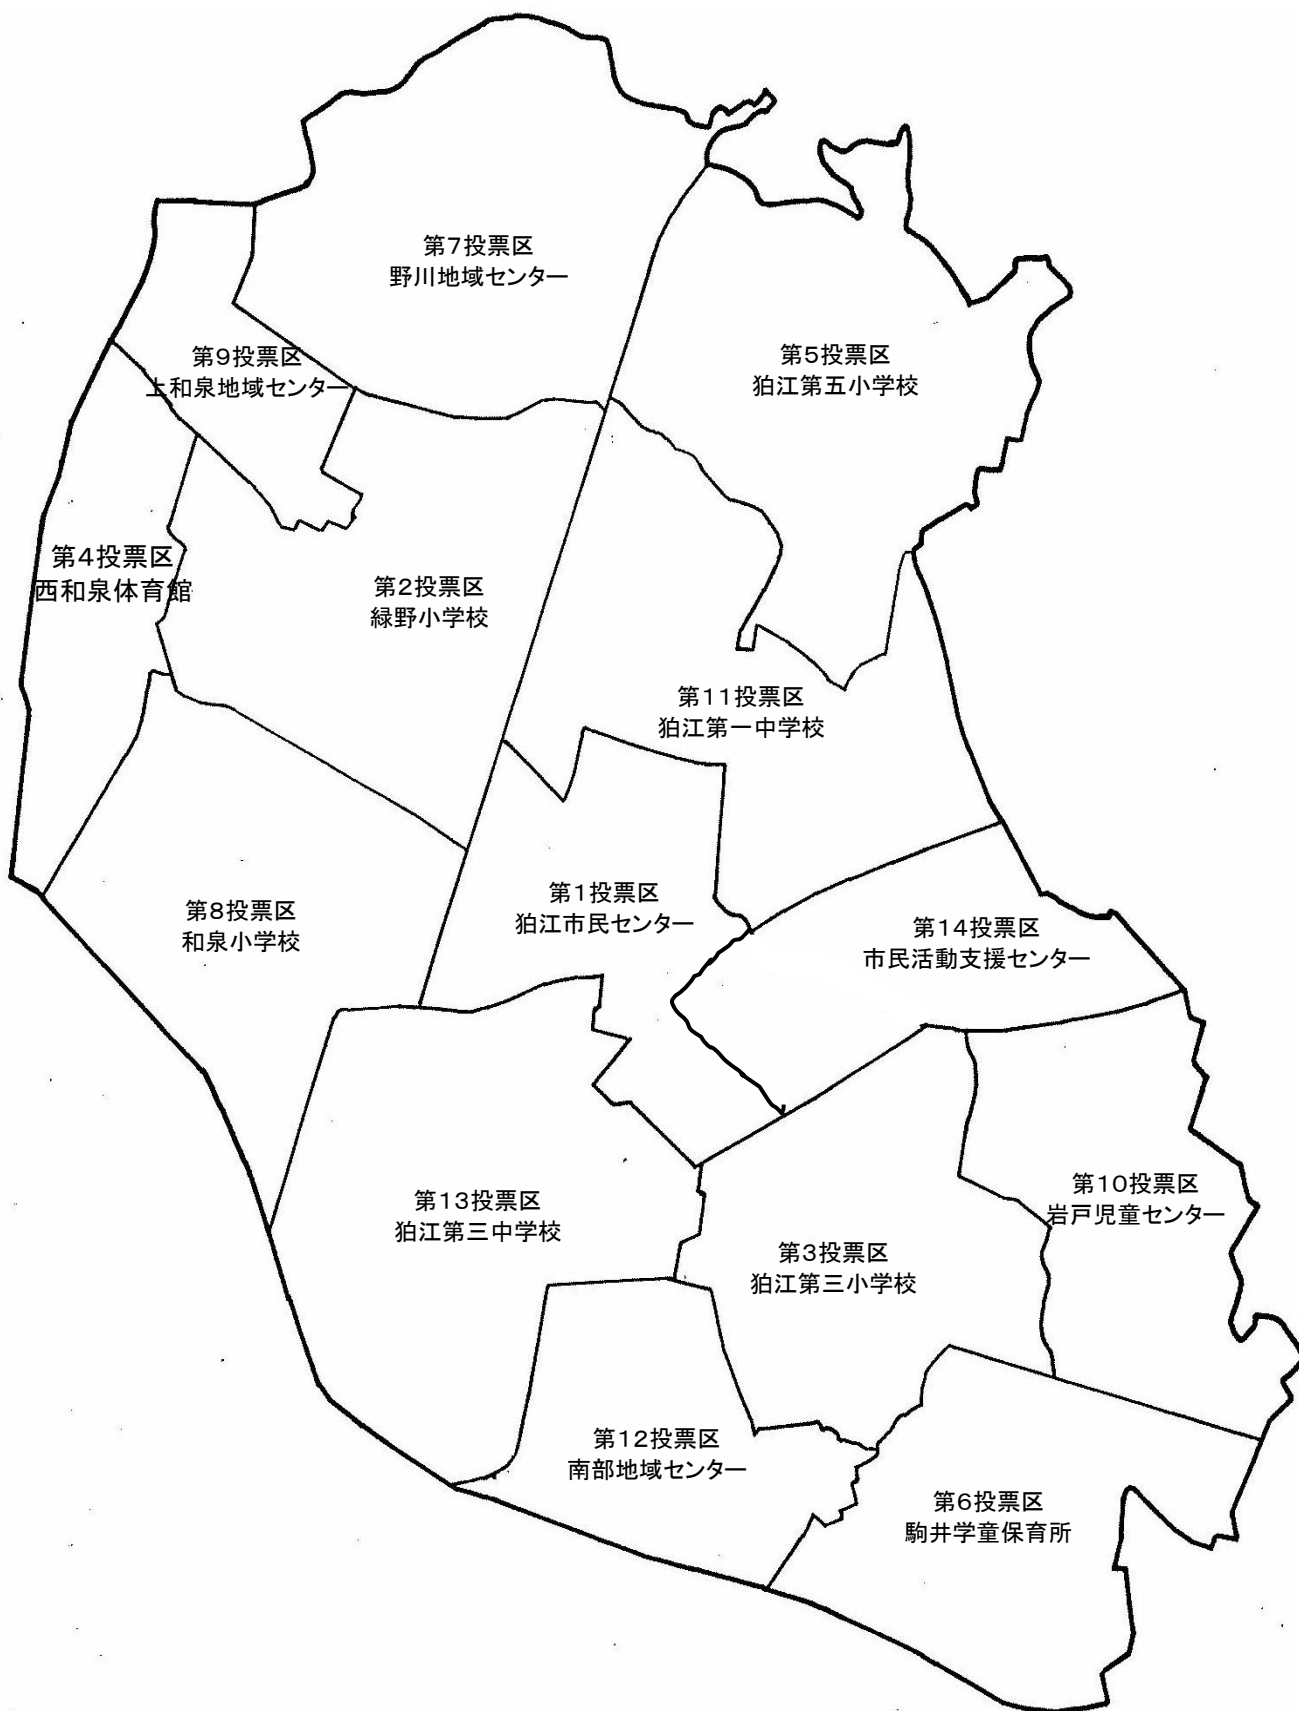 第7投票区
野川地域センター
第9投票区
上和泉地域センター
第5投票区
狛江第五小学校
第4投票区
西和泉体育館
第2投票区
緑野小学校
第11投票区
狛江第一中学校
第8投票区
和泉小学校
第1投票区
狛江市民センター
第14投票区
市民活動支援センター
第13投票区
狛江第三中学校
第3投票区
狛江第三小学校
第10投票区
岩戸児童センター
第12投票区
南部地域センター
第6投票区
駒井学童保育所